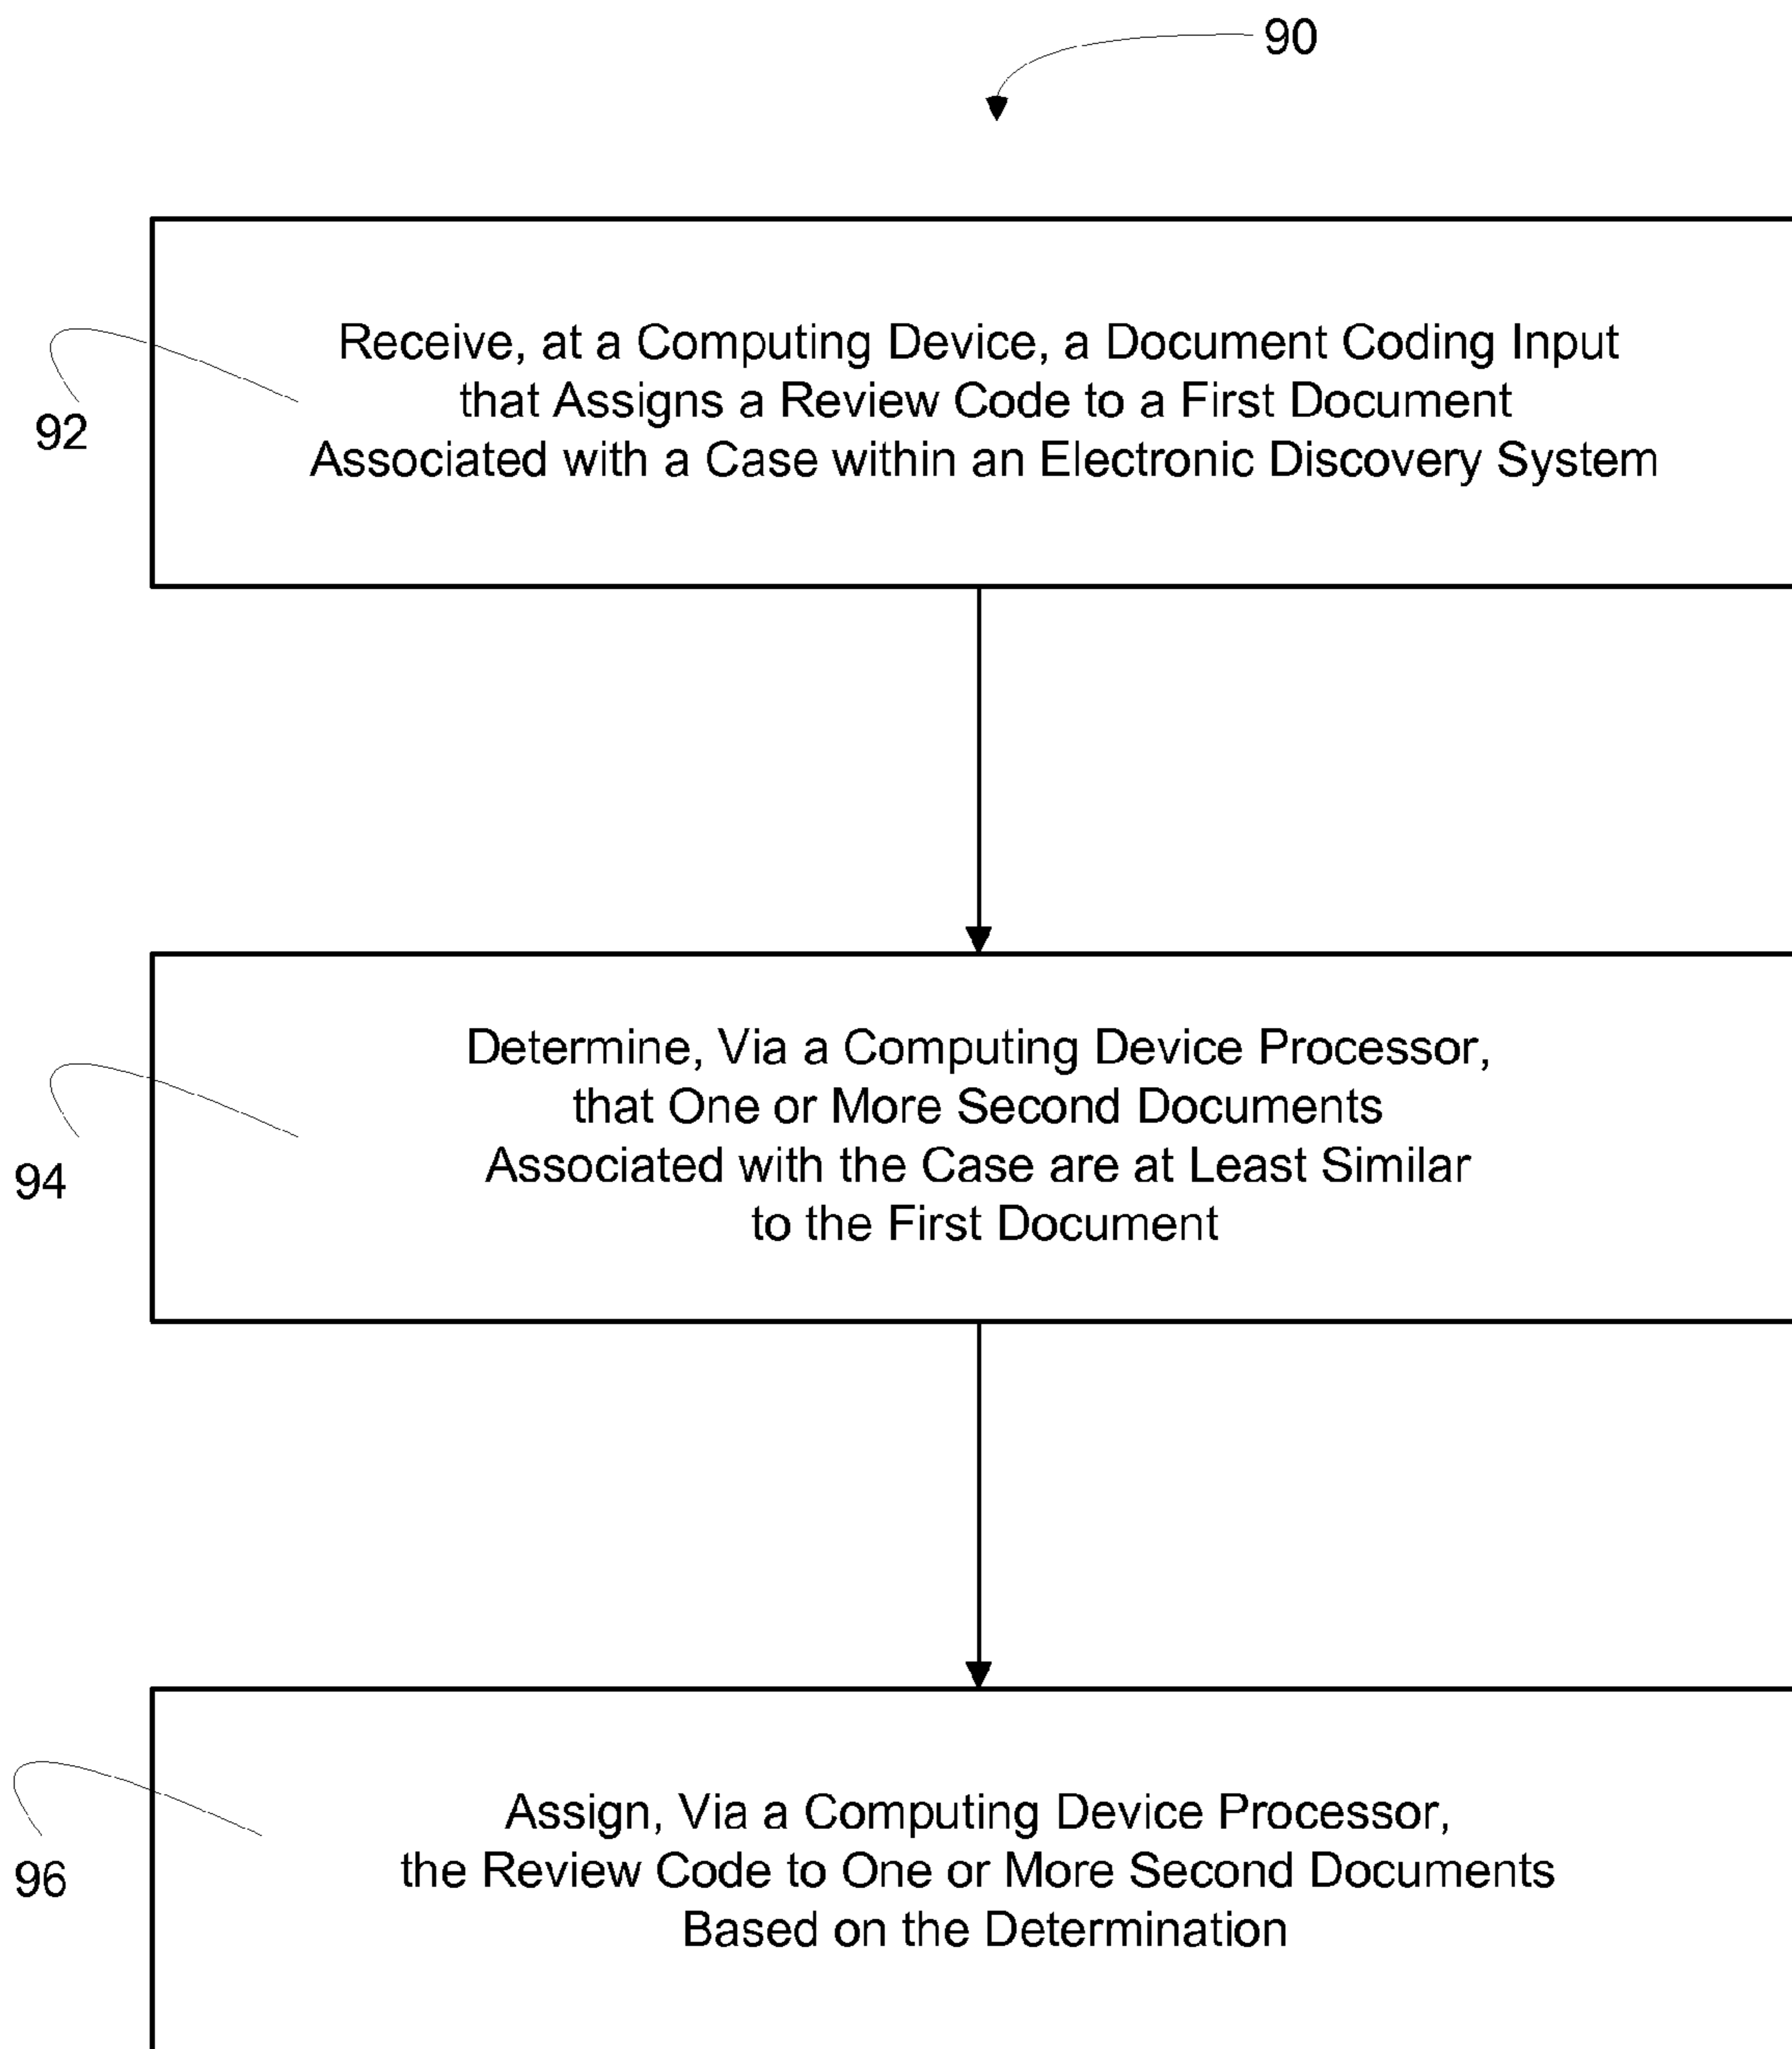 90
Receive, at a Computing Device, a Document Coding Input
that Assigns a Review Code to a First Document
Associated with a Case within an Electronic Discovery System
92
Determine, Via a Computing Device Processor,
that One or More Second Documents
Associated with the Case are at Least Similar
to the First Document
94
Assign, Via a Computing Device Processor,
the Review Code to One or More Second Documents
Based on the Determination
96